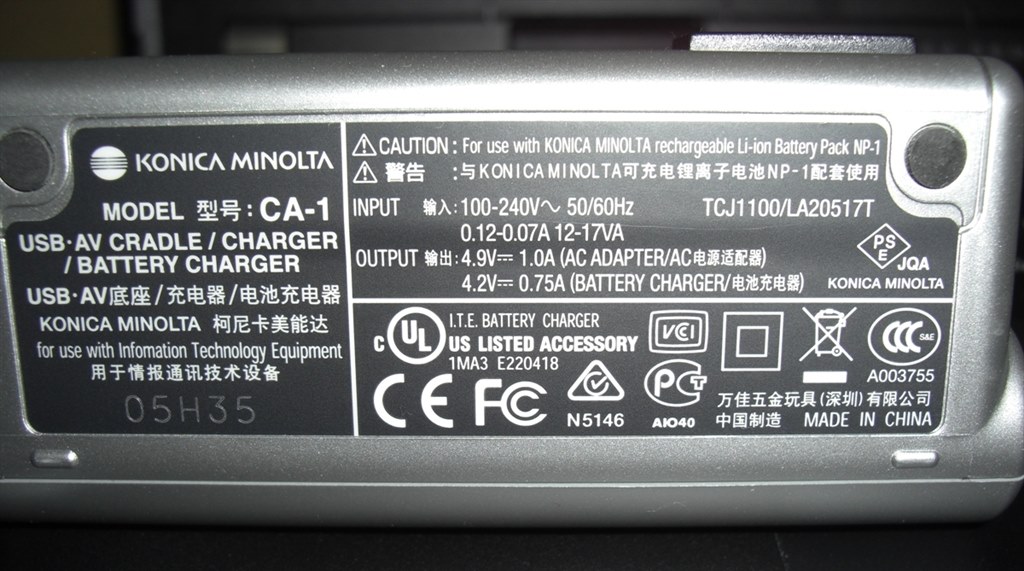 KONICA MINOLTA
MODEL 型号: CA-1
USB·AV CRADLE / CHARGER
/ BATTERY CHARGER
USB·AV底座/充电器/电池充电器
KONICA MINOLTA 柯尼卡美能达
for use with Infomation Technology Equipment
用于情报通讯技术设备
05H35
⚠CAUTION: For use with KONICA MINOLTA rechargeable Li-ion Battery Pack NP-1
⚠警告 :与KONICA MINOLTA可充电锂离子电池NP-1配套使用
INPUT 输入: 100-240V～ 50/60Hz TCJ1100/LA20517T
0.12-0.07A 12-17VA
OUTPUT 输出: 4.9V⎓ 1.0A (AC ADAPTER/AC电源适配器)
4.2V⎓ 0.75A (BATTERY CHARGER/电池充电器)
PS
E
JQA
KONICA MINOLTA
C UL
I.T.E. BATTERY CHARGER
US LISTED ACCESSORY
1MA3 E220418
CE FC
N5146
VCI
PCT
AIO40
CCC S&E
A003755
万佳五金玩具(深圳)有限公司
中国制造 MADE IN CHINA